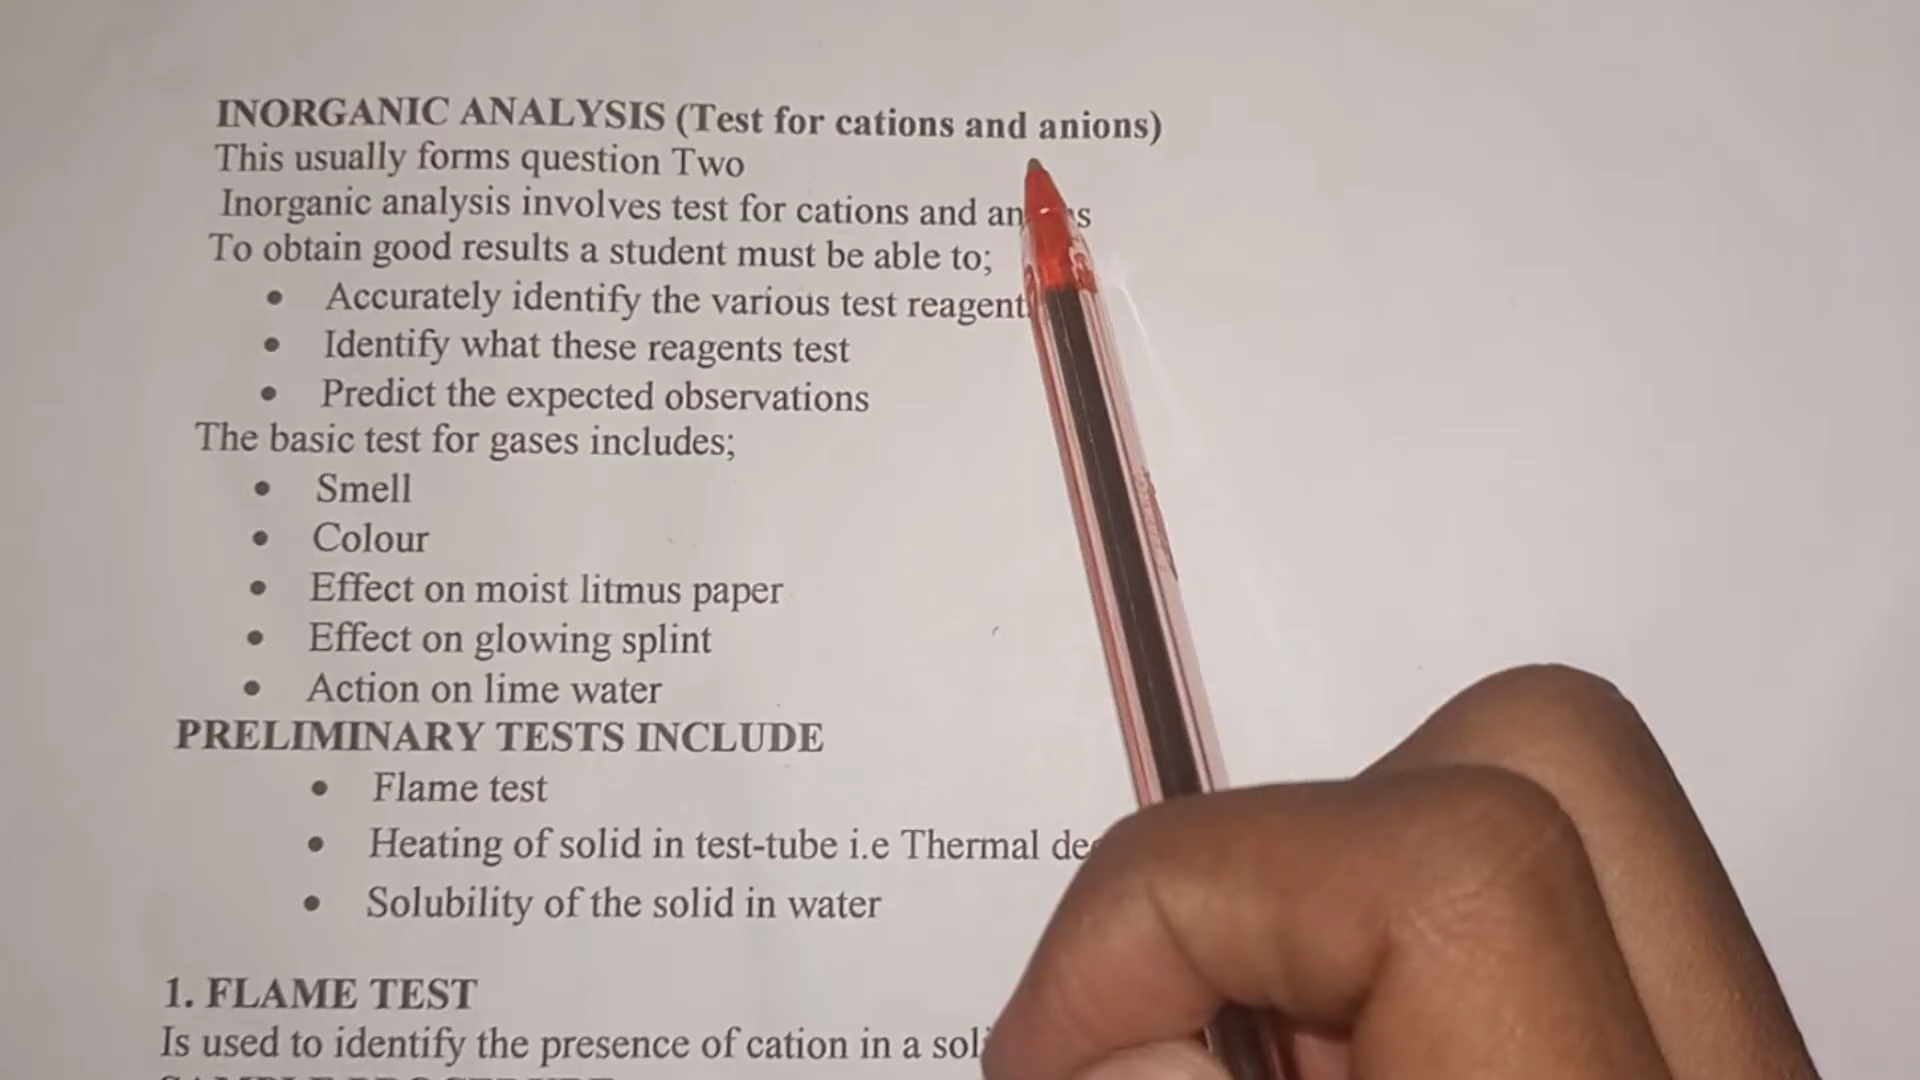 INORGANIC ANALYSIS (Test for cations and anions)
This usually forms question Two
Inorganic analysis involves test for cations and
To obtain good results a student must be able to;
• Accurately identify the various test reagent
• Identify what these reagents test
• Predict the expected observations
The basic test for gases includes;
• Smell
• Colour
• Effect on moist litmus paper
• Effect on glowing splint
• Action on lime water
PRELIMINARY TESTS INCLUDE
• Flame test
• Heating of solid in test-tube i.e Thermal
• Solubility of the solid in water
1. FLAME TEST
Is used to identify the presence of cation in a